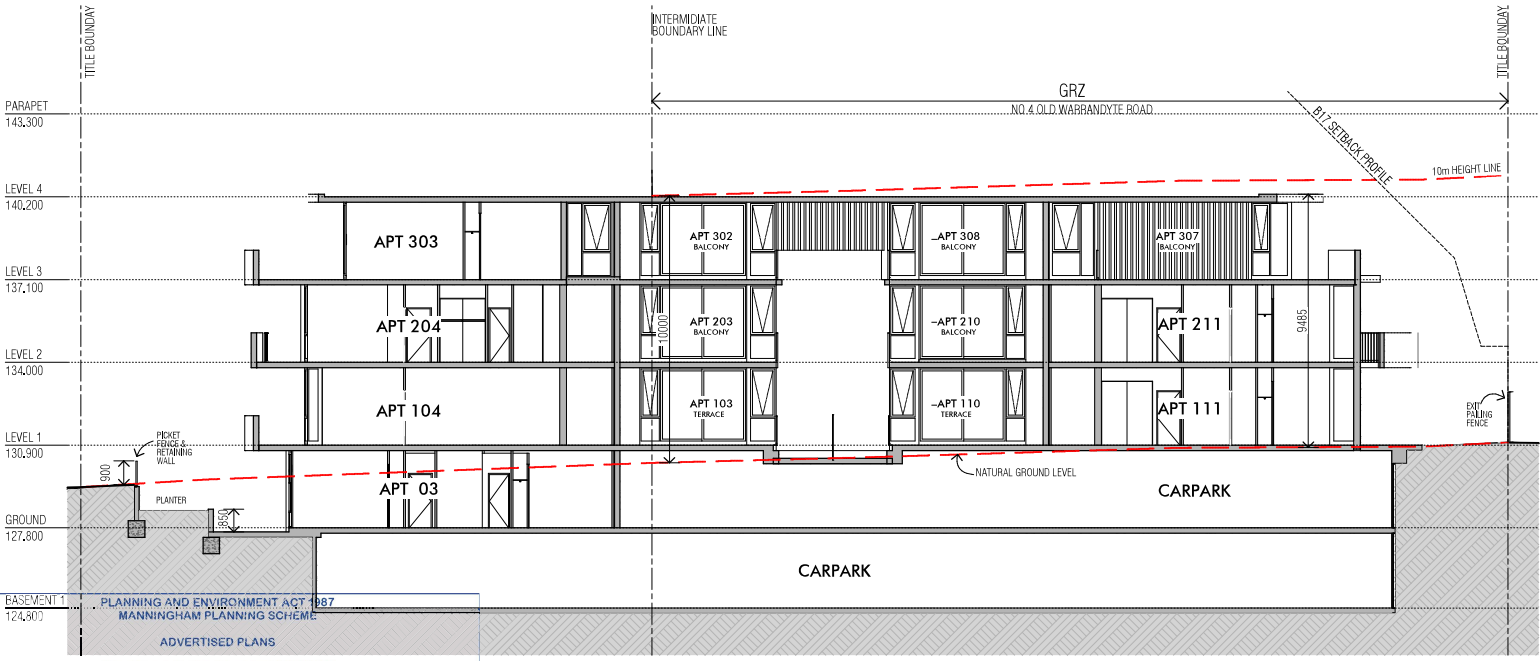 TITLE BOUNDAY
INTERMIDIATE
BOUNDARY LINE
TITLE BOUNDAY
GRZ
NO 4 OLD WARRANDYTE ROAD
PARAPET
143.300
B17 SETBACK PROFILE
10m HEIGHT LINE
LEVEL 4
140.200
APT 303
APT 302
BALCONY
APT 308
BALCONY
APT 307
BALCONY
LEVEL 3
137.100
APT 204
APT 203
BALCONY
APT 210
BALCONY
APT 211
10000
9485
LEVEL 2
134.000
APT 104
APT 103
TERRACE
APT 110
TERRACE
APT 111
EXIT
PAILING
FENCE
LEVEL 1
130.900
PICKET
FENCE &
RETAINING
WALL
900
NATURAL GROUND LEVEL
APT 03
CARPARK
PLANTER
850
GROUND
127.800
CARPARK
BASEMENT 1
124.800
PLANNING AND ENVIRONMENT ACT 1987
MANNINGHAM PLANNING SCHEME
ADVERTISED PLANS